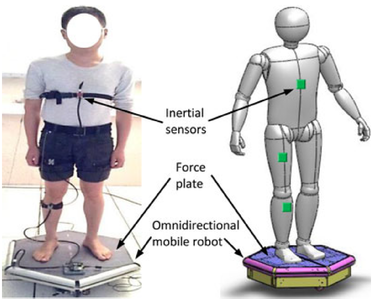 Inertial
sensors
Force
plate
Omnidirectional
mobile robot